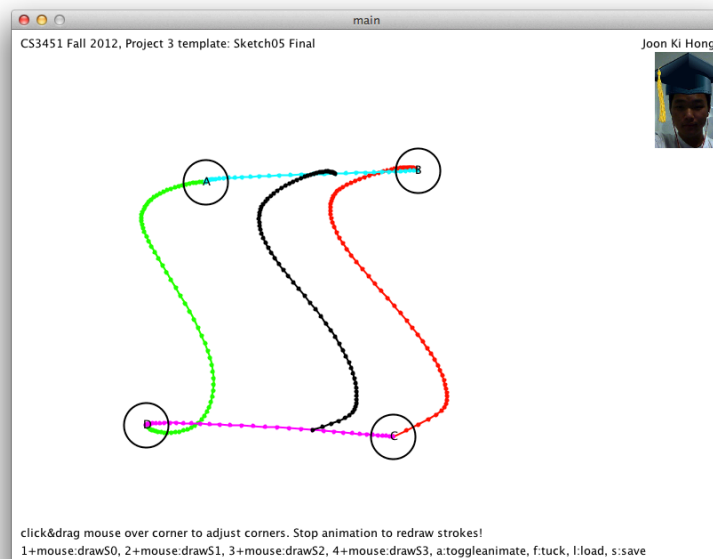 main
CS3451 Fall 2012, Project 3 template: Sketch05 Final
Joon Ki Hong
A
B
D
C
click&drag mouse over corner to adjust corners. Stop animation to redraw strokes!
1+mouse:drawS0, 2+mouse:drawS1, 3+mouse:drawS2, 4+mouse:drawS3, a:toggleanimate, f:tuck, l:load, s:save